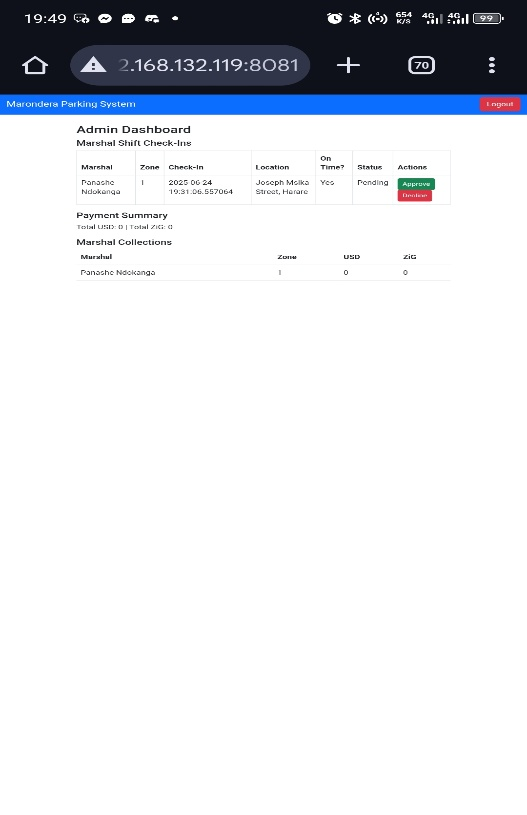 19:49
654
K/S
4G
4G
99
2.168.132.119:8081
70
Marondera Parking System
Logout
Admin Dashboard
Marshal Shift Check-Ins
Marshal Zone Check-In Location On Time? Status Actions
Panashe Ndokanga 1 2025-06-24 19:31:06.557064 Joseph Msika Street, Harare Yes Pending Approve
Decline
Payment Summary
Total USD: 0 | Total ZiG: 0
Marshal Collections
Marshal Zone USD ZiG
Panashe Ndokanga 1 0 0